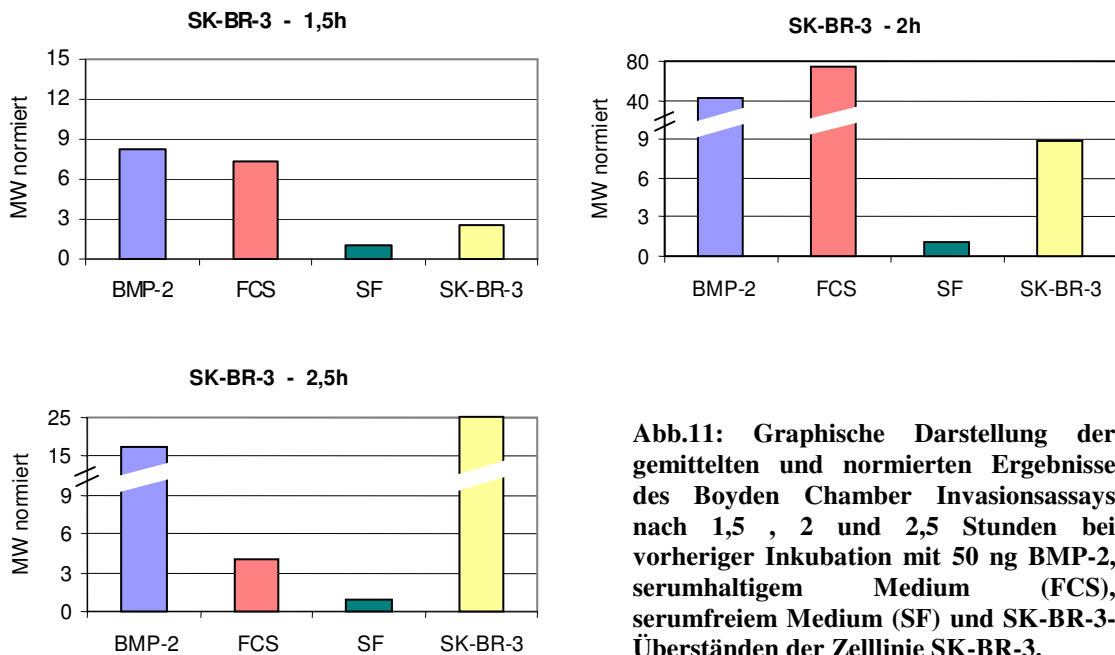 SK-BR-3 - 1,5h
MW normiert
15
12
9
6
3
0
BMP-2 FCS SF SK-BR-3
SK-BR-3 - 2h
MW normiert
80
40
9
6
3
0
BMP-2 FCS SF SK-BR-3
SK-BR-3 - 2,5h
MW normiert
25
15
9
6
3
0
BMP-2 FCS SF SK-BR-3
Abb.11: Graphische Darstellung der
gemittelten und normierten Ergebnisse
des Boyden Chamber Invasionsassays
nach 1,5 , 2 und 2,5 Stunden bei
vorheriger Inkubation mit 50 ng BMP-2,
serumhaltigem Medium (FCS),
serumfreiem Medium (SF) und SK-BR-3-
Überständen der Zelllinie SK-BR-3.